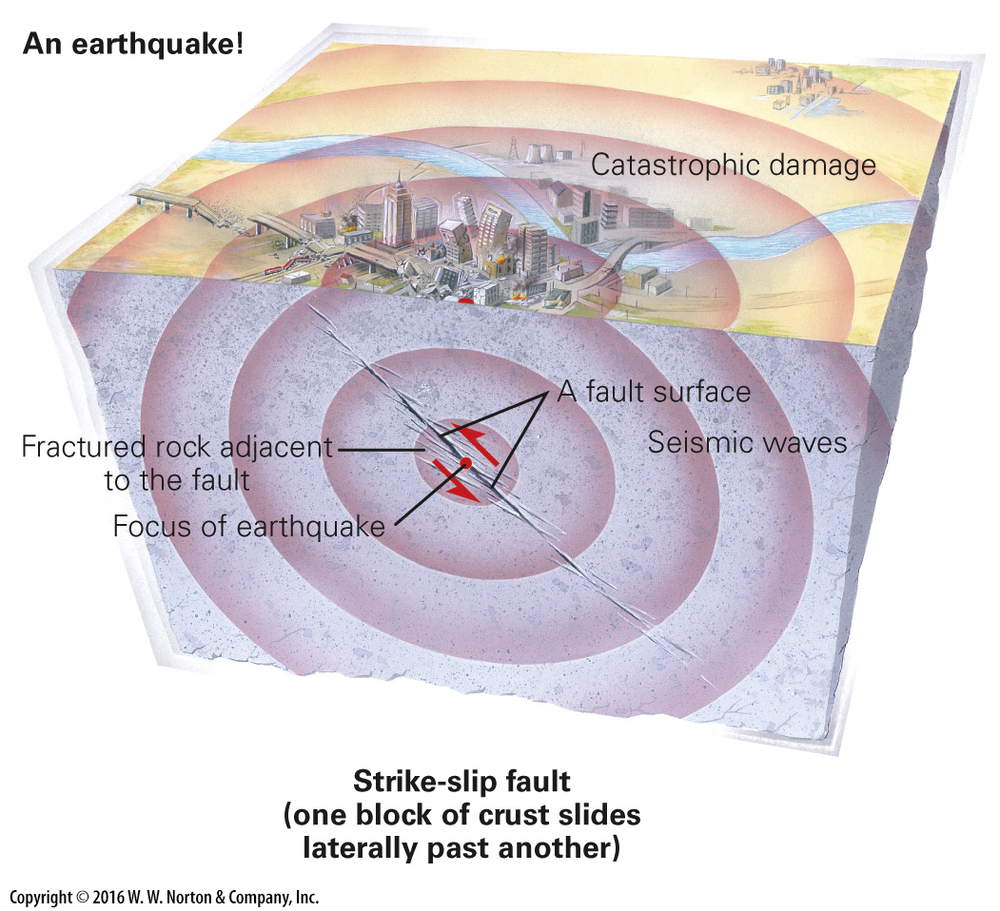 An earthquake!
Catastrophic damage
A fault surface
Fractured rock adjacent
to the fault
Seismic waves
Focus of earthquake
Strike-slip fault
(one block of crust slides
laterally past another)
Copyright © 2016 W. W. Norton & Company, Inc.